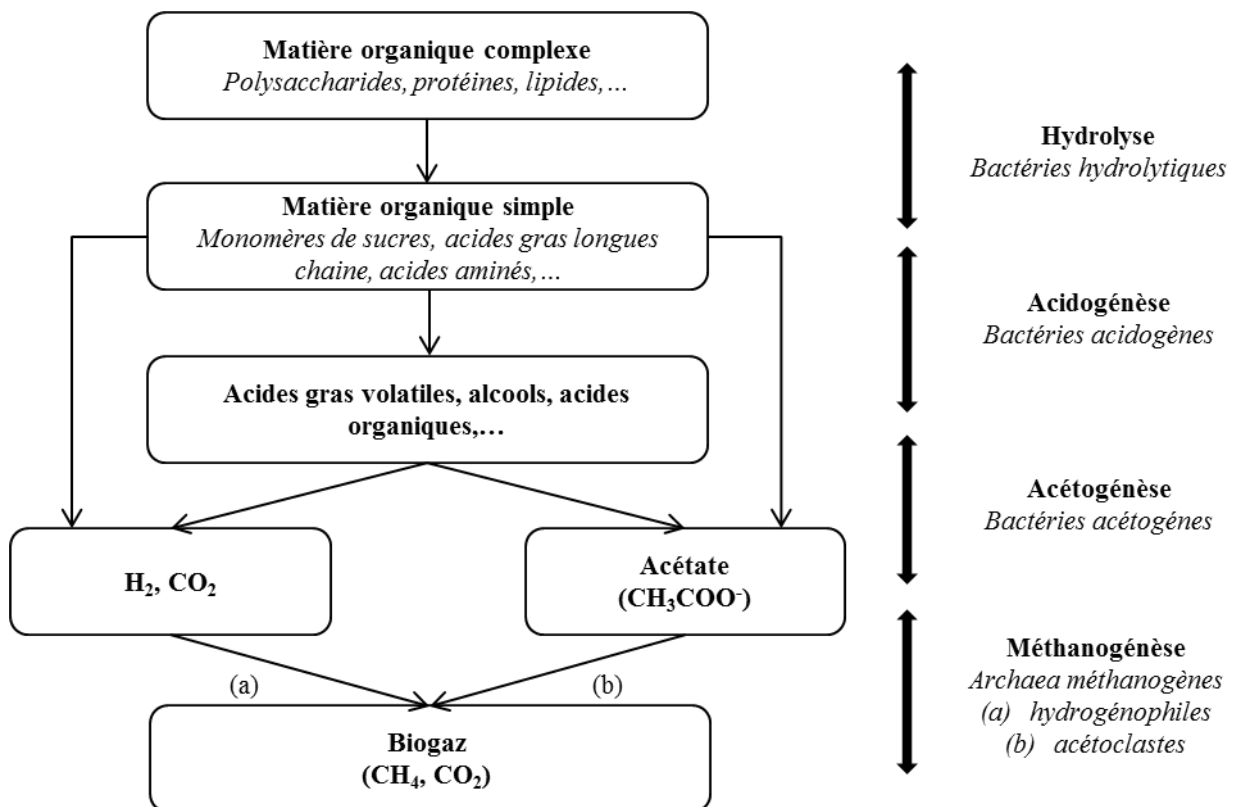 Matière organique complexe
Polysaccharides, protéines, lipides,...
Hydrolyse
Bactéries hydrolytiques
Matière organique simple
Monomères de sucres, acides gras longues
chaine, acides aminés,...
Acidogénèse
Bactéries acidogènes
Acides gras volatiles, alcools, acides
organiques,...
Acétogénèse
Bactéries acétogénes
H₂, CO₂
Acétate
(CH₃COO⁻)
Méthanogénèse
Archaea méthanogènes
(a) hydrogénophiles
(b) acétoclastes
(a)
(b)
Biogaz
(CH₄, CO₂)